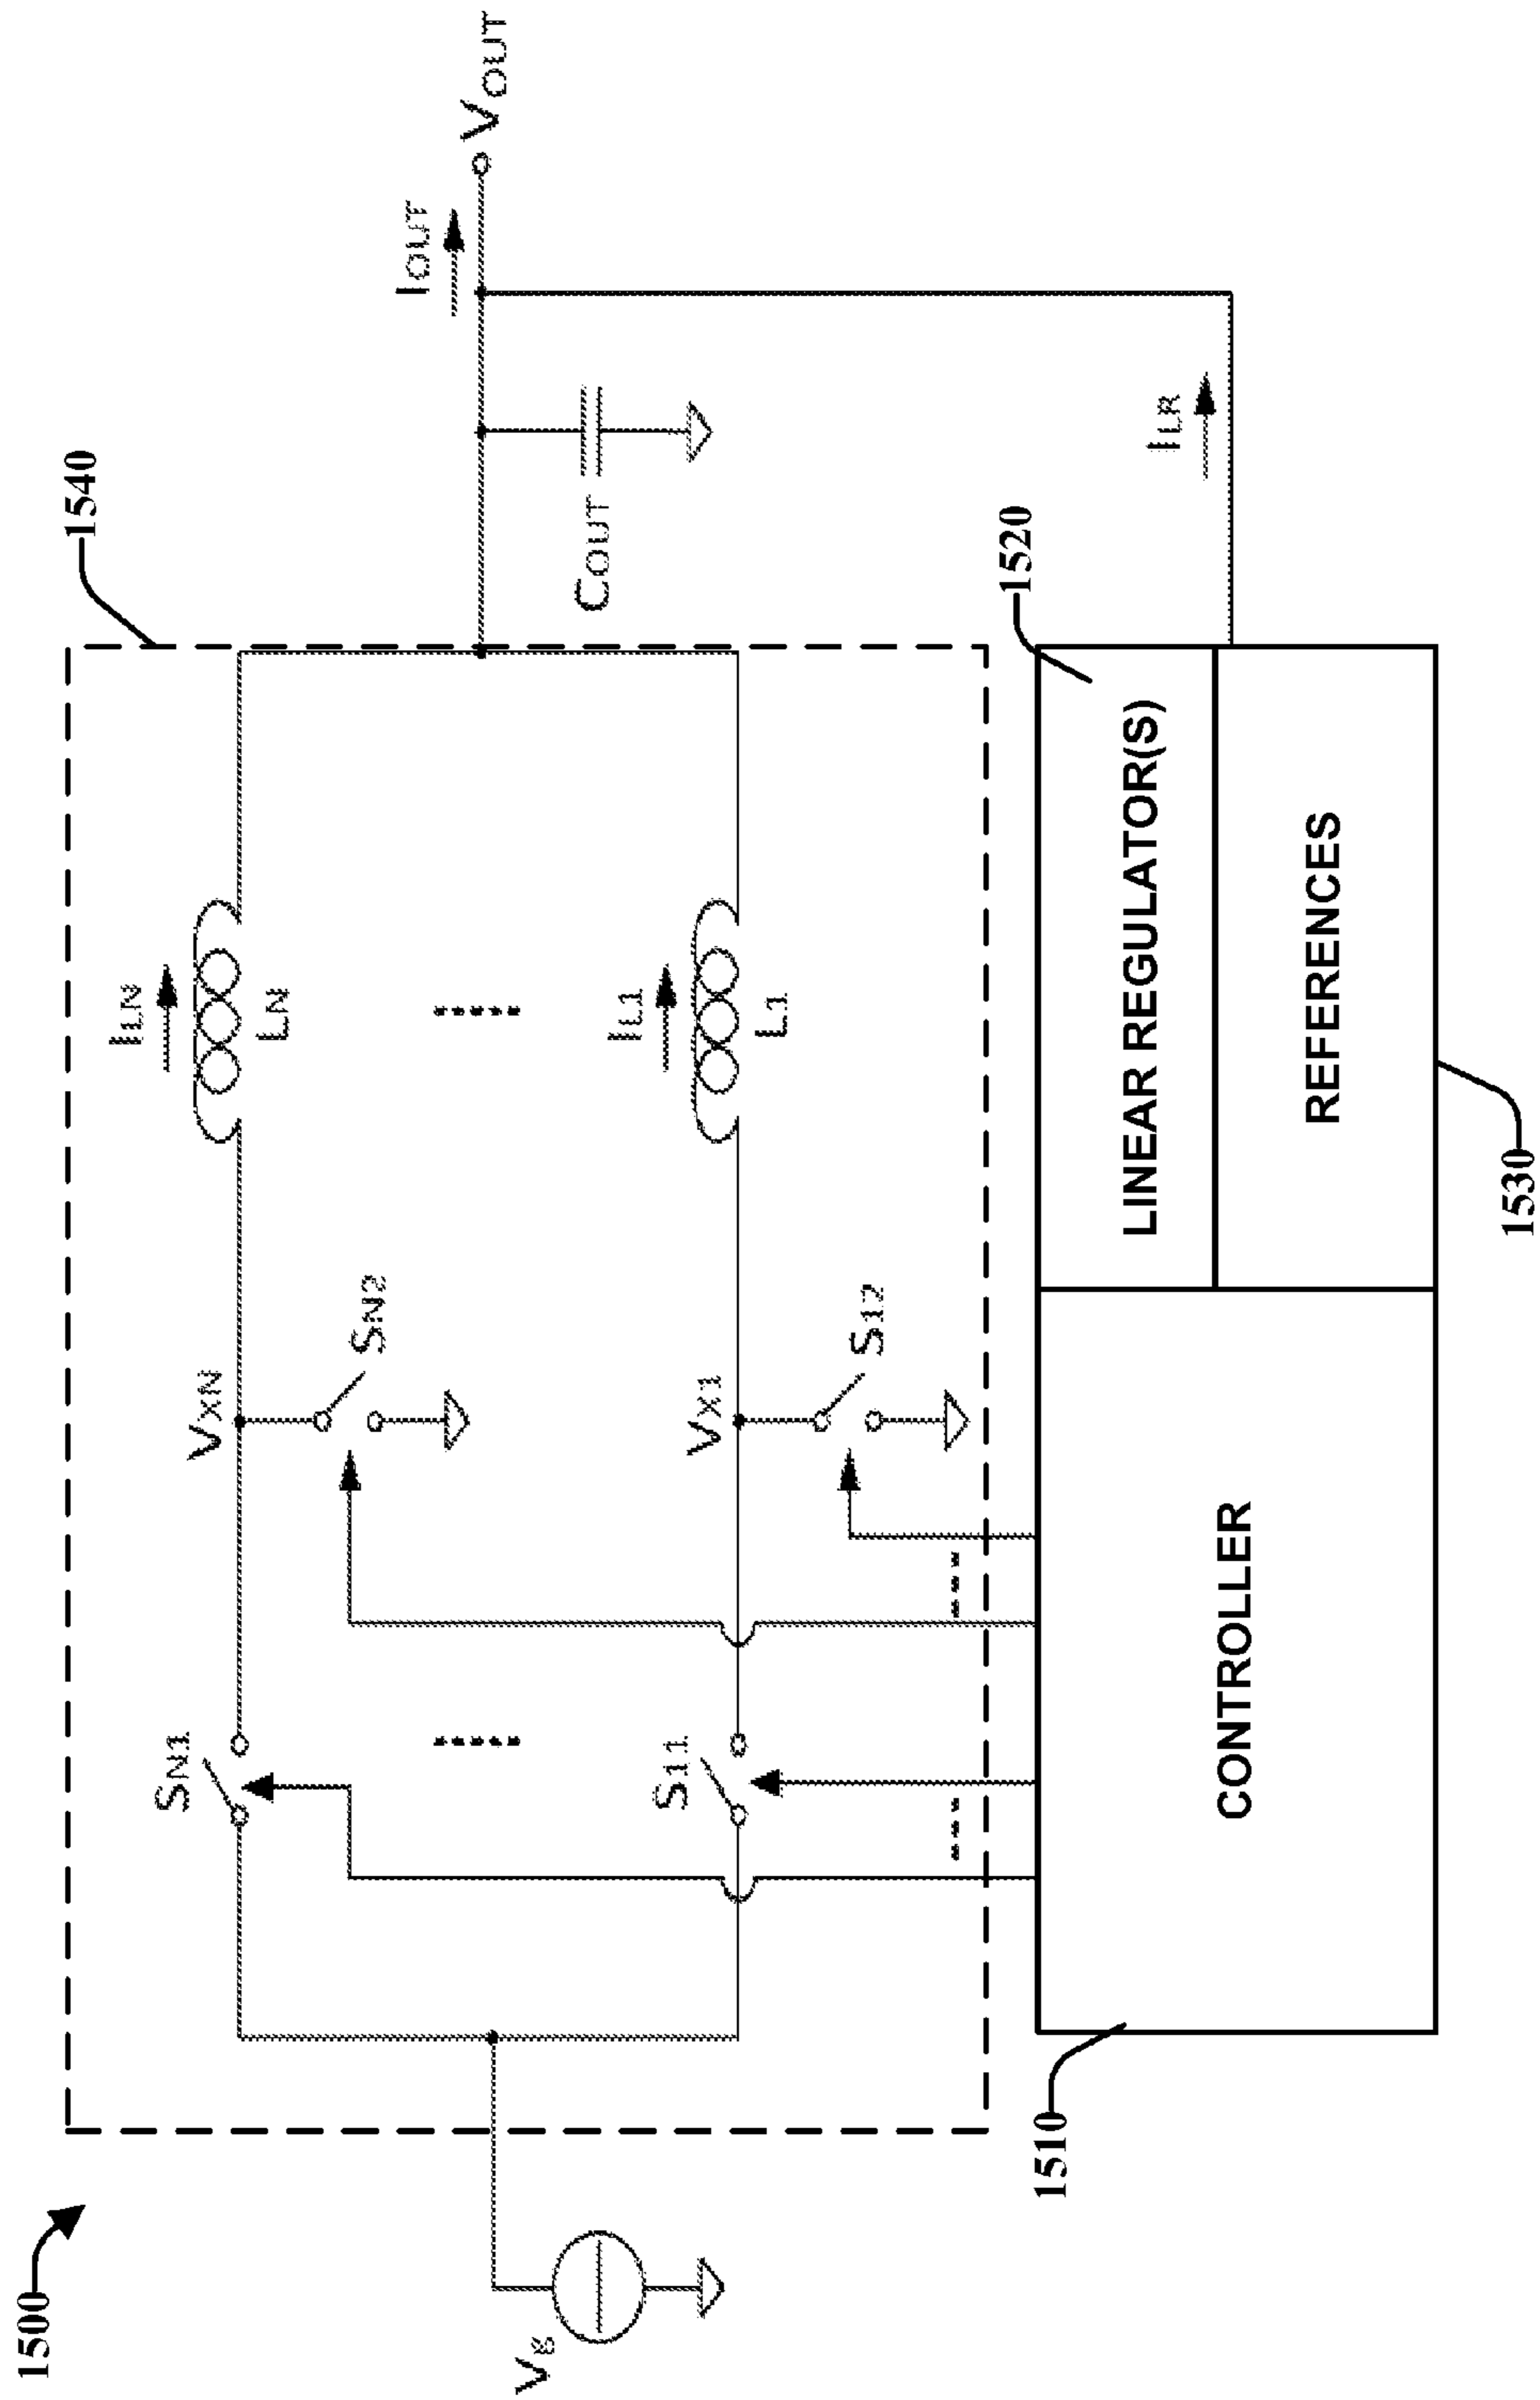 1500
1540
Vg
SN1
VXN
SN2
ILN
LN
S11
VX1
S12
IL1
L1
COUT
IOUT
VOUT
ILR
1510
1520
CONTROLLER
LINEAR REGULATOR(S)
REFERENCES
1530